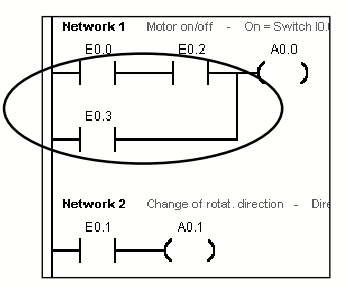 Network 1 Motor on/off - On = Switch I0.
E0.0 E0.2 A0.0
E0.3
Network 2 Change of rotat. direction - Dire
E0.1 A0.1